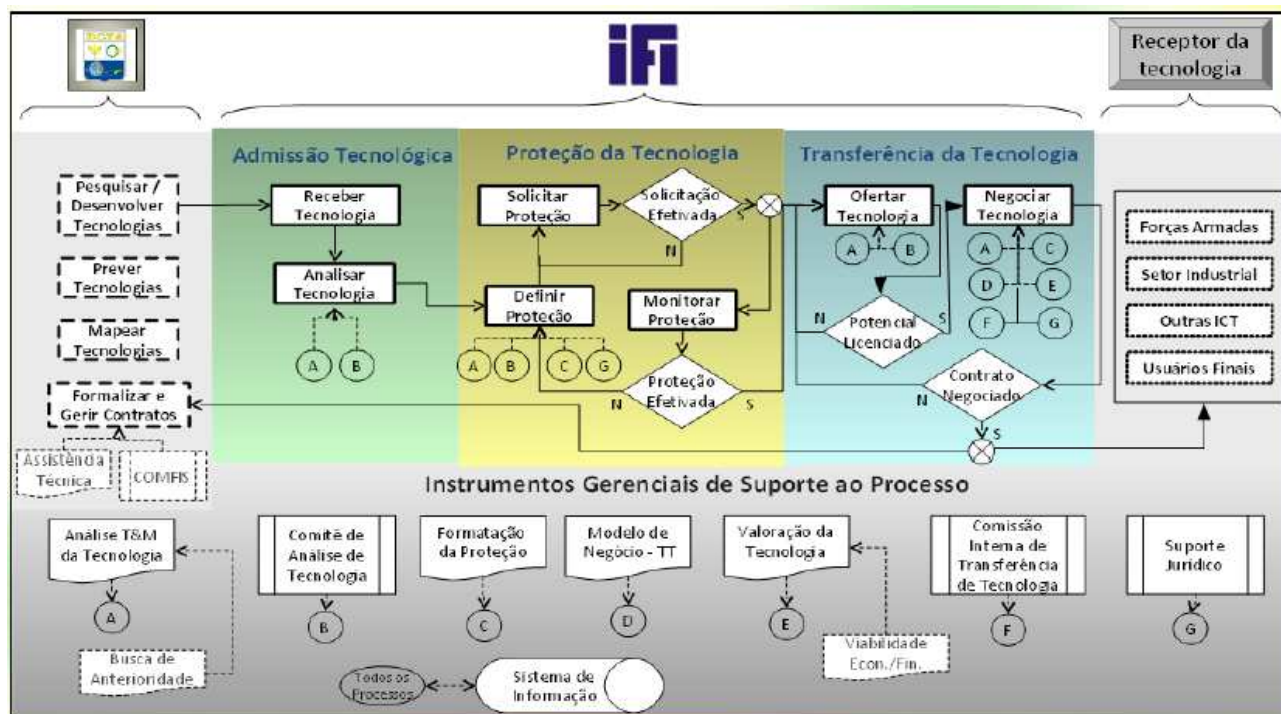 DCTA
iFi
Receptor da
tecnologia
Admissão Tecnológica
Proteção da Tecnologia
Transferência da Tecnologia
Pesquisar /
Desenvolver
Tecnologias
Prever
Tecnologias
Mapear
Tecnologias
Formalizar e
Gerir Contratos
Assistência
Técnica
COMFIS
Receber
Tecnologia
Analisar
Tecnologia
A
B
Solicitar
Proteção
Solicitação
Efetivada
S
N
Definir
Proteção
Monitorar
Proteção
A
B
C
G
Proteção
Efetivada
N
S
Ofertar
Tecnologia
Negociar
Tecnologia
A
B
A
C
D
E
F
G
N
Potencial
Licenciado
S
Contrato
Negociado
N
S
Forças Armadas
Setor Industrial
Outras ICT
Usuários Finais
Instrumentos Gerenciais de Suporte ao Processo
Análise T&M
da Tecnologia
A
Busca de
Anterioridade
Comitê de
Análise de
Tecnologia
B
Formatação
da Proteção
C
Modelo de
Negócio - TT
D
Valoração da
Tecnologia
E
Viabilidade
Econ./Fin.
Comissão
Interna de
Transferência
de Tecnologia
F
Suporte
Jurídico
G
Todos os
Processos
Sistema de
Informação